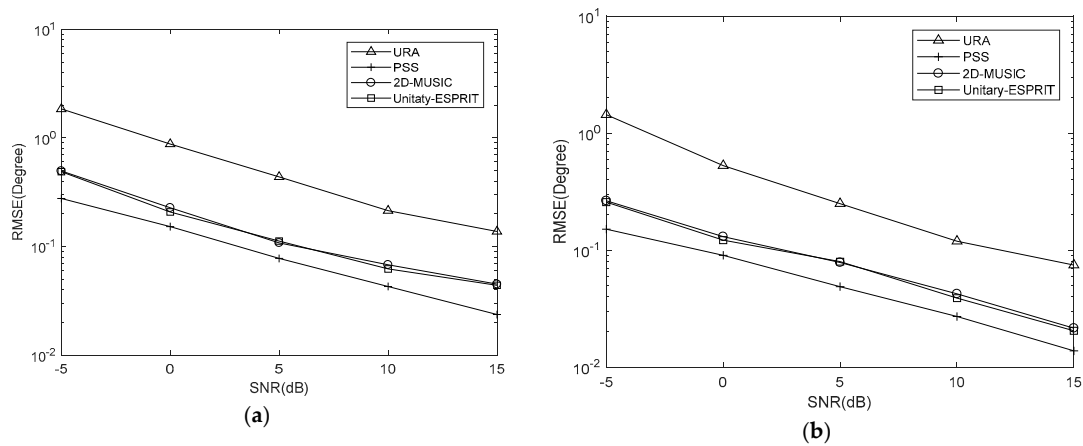 10^1
10^0
10^-1
10^-2
RMSE(Degree)
URA
PSS
2D-MUSIC
Unitaty-ESPRIT
-5 0 5 10 15
SNR(dB)
(a)
10^1
10^0
10^-1
10^-2
RMSE(Degree)
URA
PSS
2D-MUSIC
Unitary-ESPRIT
-5 0 5 10 15
SNR(dB)
(b)